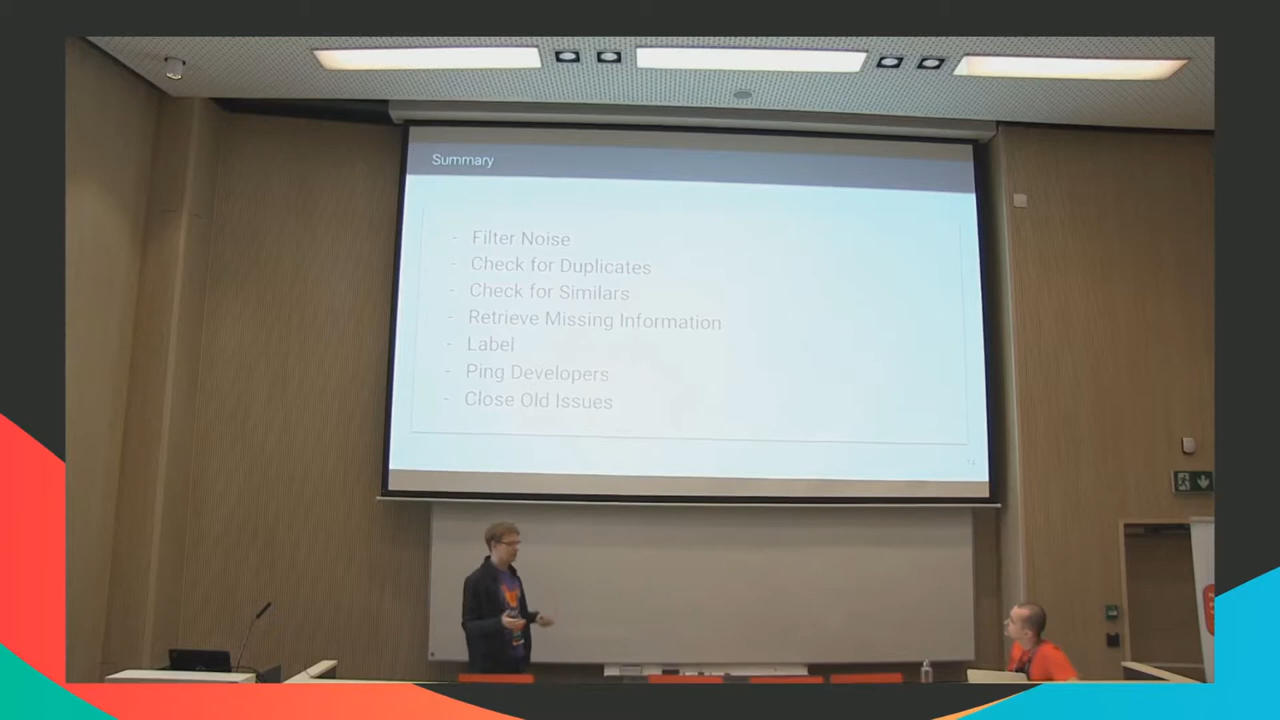 Summary
- Filter Noise
- Check for Duplicates
- Check for Similars
- Retrieve Missing Information
- Label
- Ping Developers
- Close Old Issues